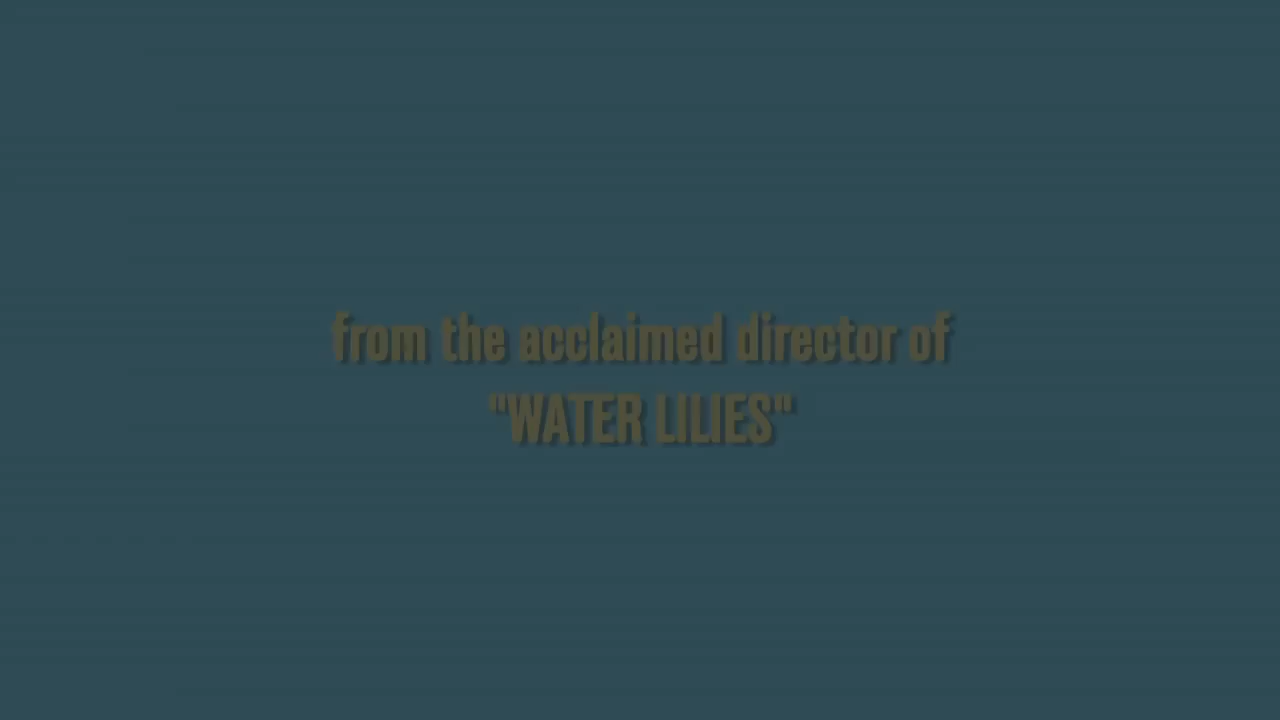 from the acclaimed director of
"WATER LILIES"